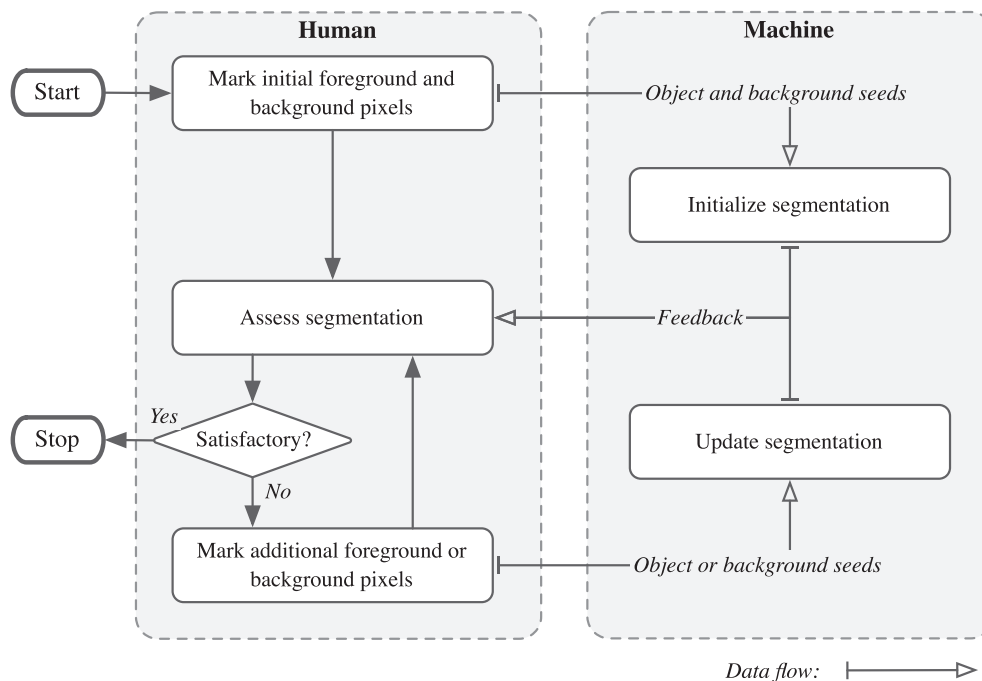 Human
Machine
Start
Mark initial foreground and
background pixels
Object and background seeds
Initialize segmentation
Assess segmentation
Feedback
Yes
Stop
Satisfactory?
Update segmentation
No
Mark additional foreground or
background pixels
Object or background seeds
Data flow: